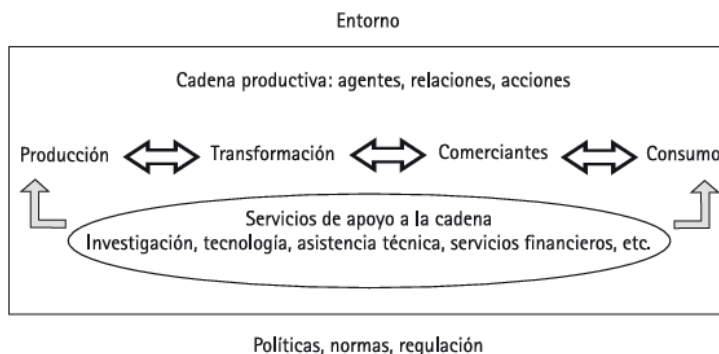 Entorno
Cadena productiva: agentes, relaciones, acciones
Producción Transformación Comerciantes Consumo
Servicios de apoyo a la cadena
Investigación, tecnología, asistencia técnica, servicios financieros, etc.
Políticas, normas, regulación